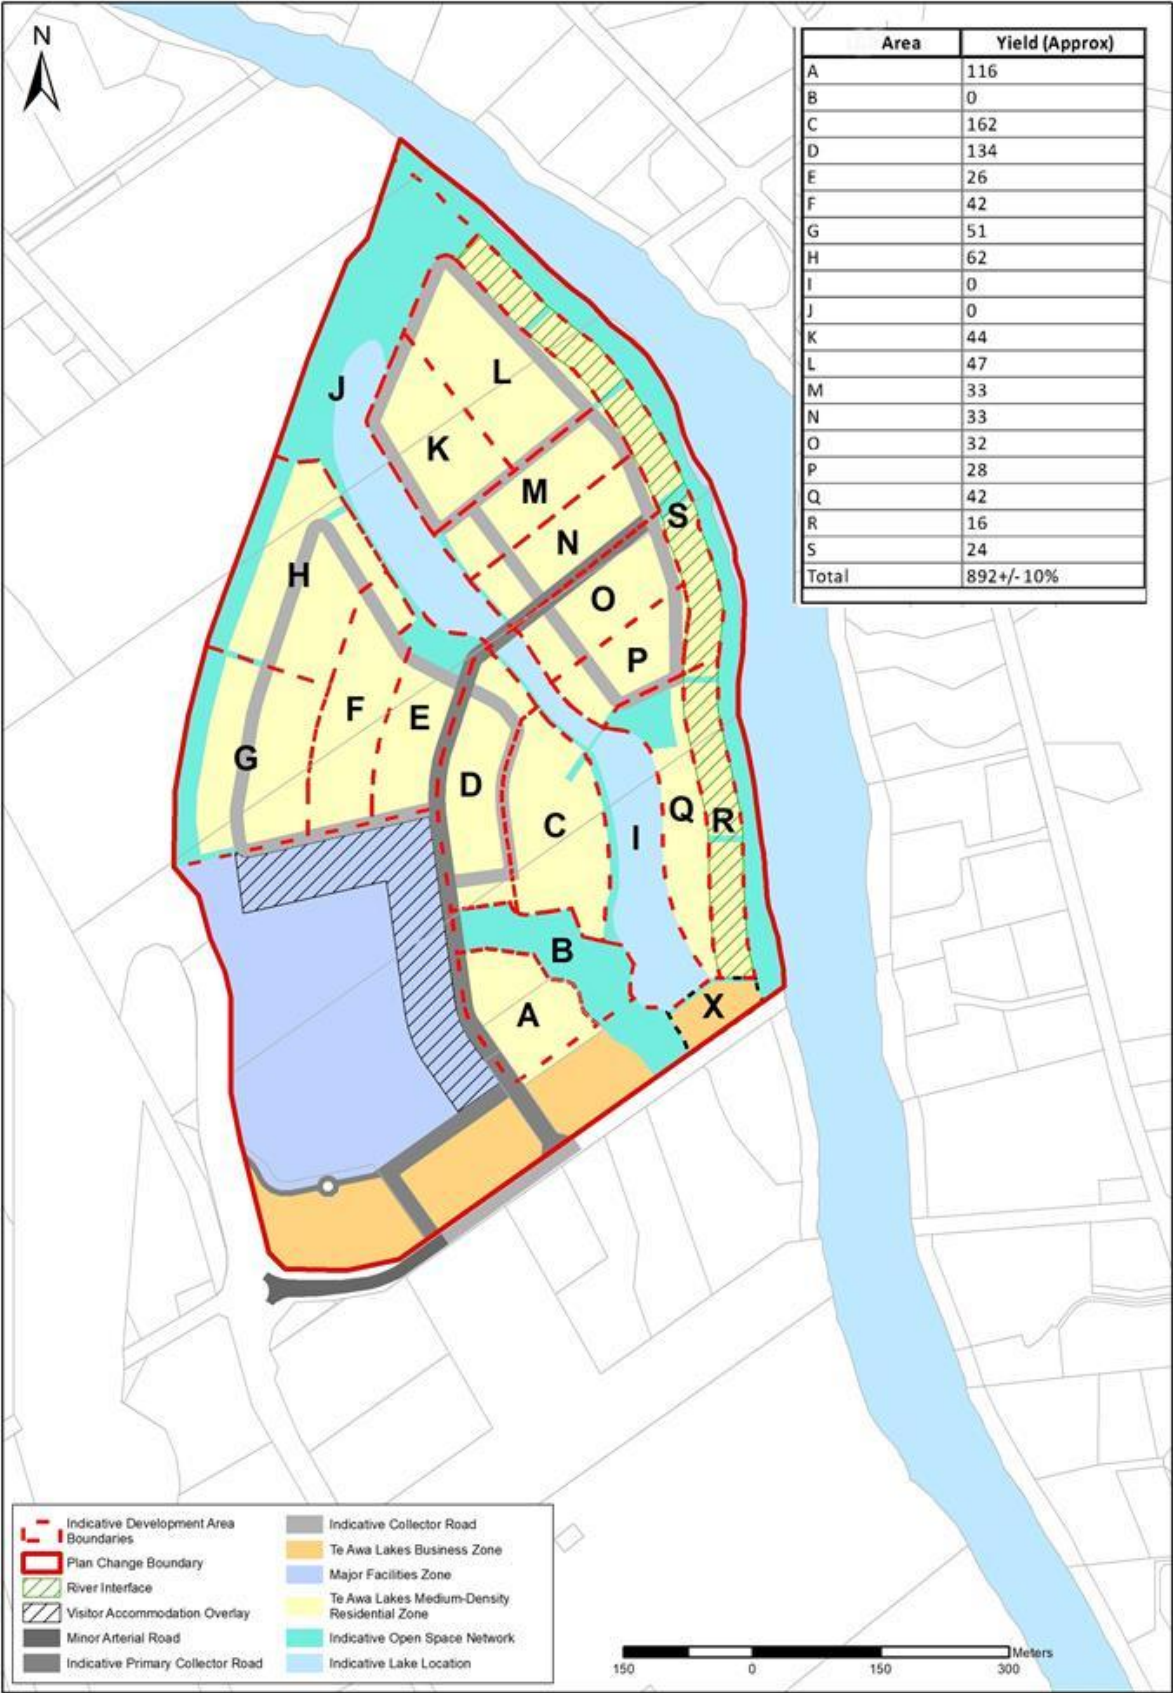 N
Area Yield (Approx)
A 116
B 0
C 162
D 134
E 26
F 42
G 51
H 62
I 0
J 0
K 44
L 47
M 33
N 33
O 32
P 28
Q 42
R 16
S 24
Total 892+/-10%
L
J
K
M
S
N
H
O
P
F
E
G
D
Q
C
R
I
B
X
A
Indicative Development Area
Boundaries
Plan Change Boundary
River Interface
Visitor Accommodation Overlay
Minor Arterial Road
Indicative Primary Collector Road
Indicative Collector Road
Te Awa Lakes Business Zone
Major Facilities Zone
Te Awa Lakes Medium-Density
Residential Zone
Indicative Open Space Network
Indicative Lake Location
Meters
150 0 150 300